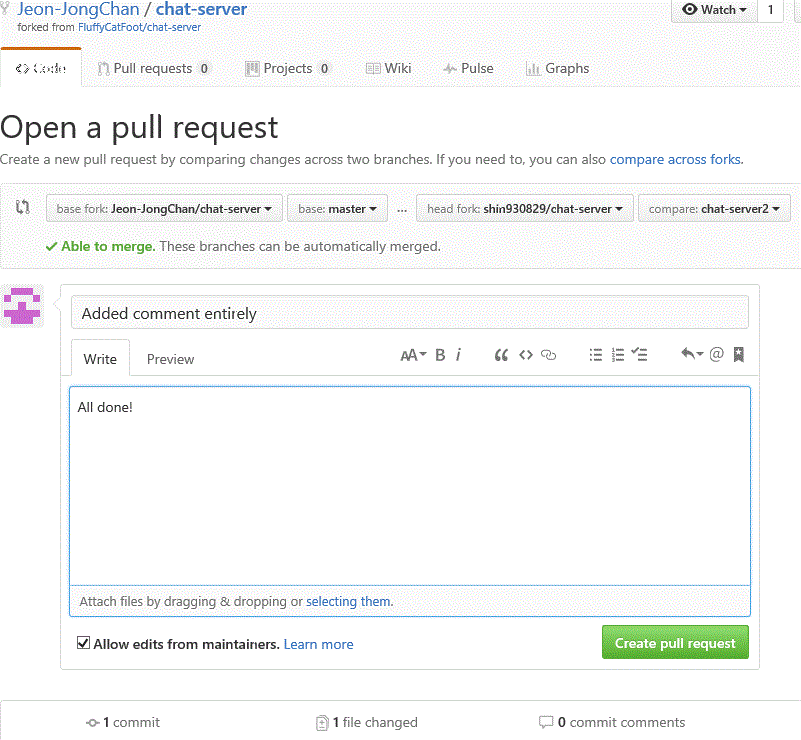 Jeon-JongChan / chat-server
Watch 1
forked from FluffyCatFoot/chat-server
Code Pull requests 0 Projects 0 Wiki Pulse Graphs
Open a pull request
Create a new pull request by comparing changes across two branches. If you need to, you can also compare across forks.
base fork: Jeon-JongChan/chat-server base: master ... head fork: shin930829/chat-server compare: chat-server2
Able to merge. These branches can be automatically merged.
Added comment entirely
Write Preview AA B i “ <> @
All done!
Attach files by dragging & dropping or selecting them.
Allow edits from maintainers. Learn more Create pull request
1 commit 1 file changed 0 commit comments